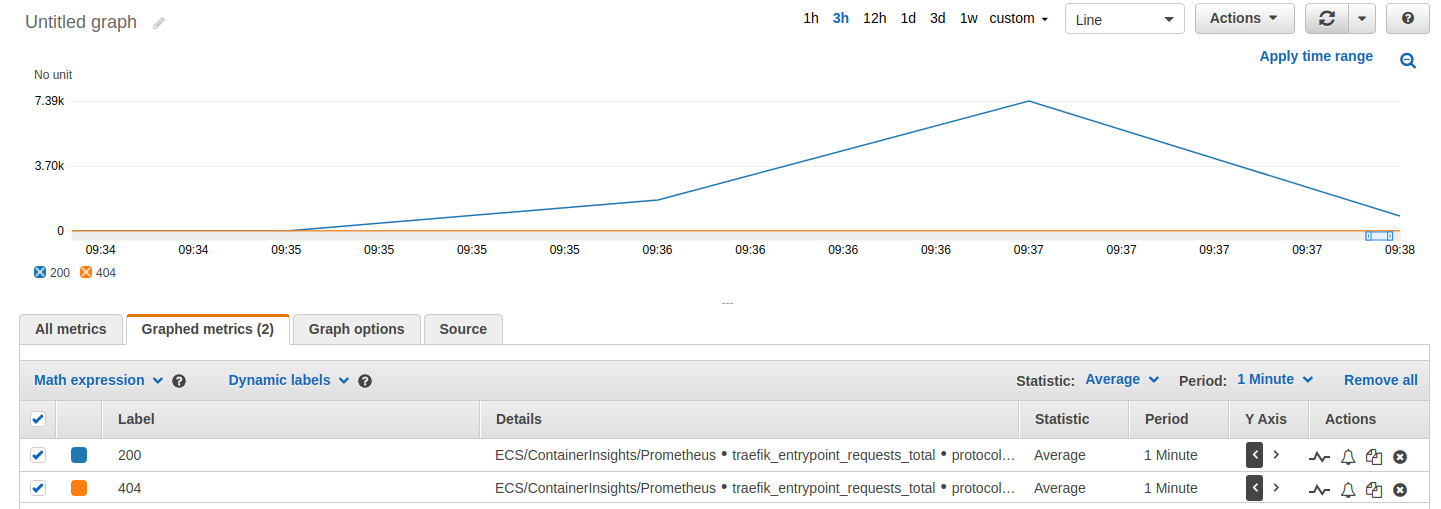 Untitled graph 1h 3h 12h 1d 3d 1w custom Line Actions ?
Apply time range
No unit
7.39k
3.70k
0
09:34 09:34 09:35 09:35 09:35 09:35 09:36 09:36 09:36 09:36 09:37 09:37 09:37 09:37 09:38
200 404
---
All metrics Graphed metrics (2) Graph options Source
Math expression ? Dynamic labels ? Statistic: Average Period: 1 Minute Remove all
Label Details Statistic Period Y Axis Actions
200 ECS/ContainerInsights/Prometheus • traefik_entrypoint_requests_total • protocol… Average 1 Minute < >
404 ECS/ContainerInsights/Prometheus • traefik_entrypoint_requests_total • protocol… Average 1 Minute < >